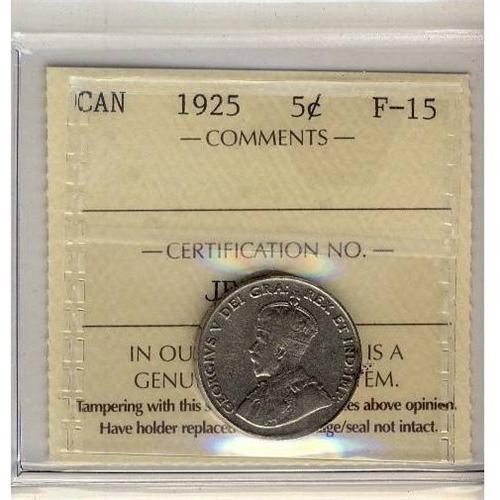 CAN 1925 5¢ F-15
— COMMENTS —
— CERTIFICATION NO. —
IN OU IS A
GENU EM.
Tampering with this es above opinion.
Have holder replaced ge/seal not intact.
GEORGIVS V DEI GRA: REX ET IND:IMP: